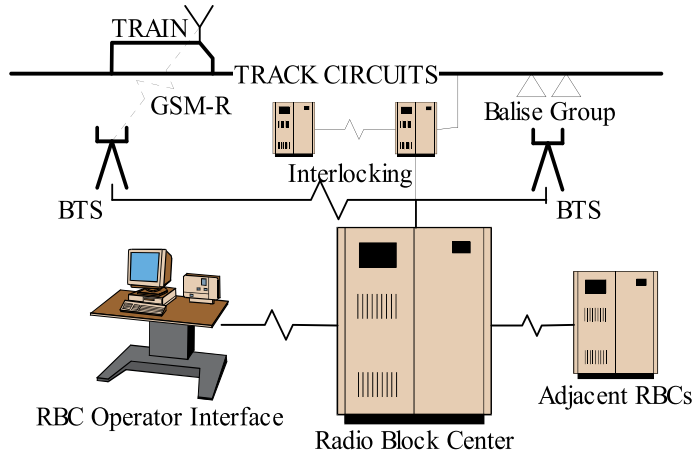 TRAIN
TRACK CIRCUITS
GSM-R
Balise Group
Interlocking
BTS
BTS
RBC Operator Interface
Adjacent RBCs
Radio Block Center